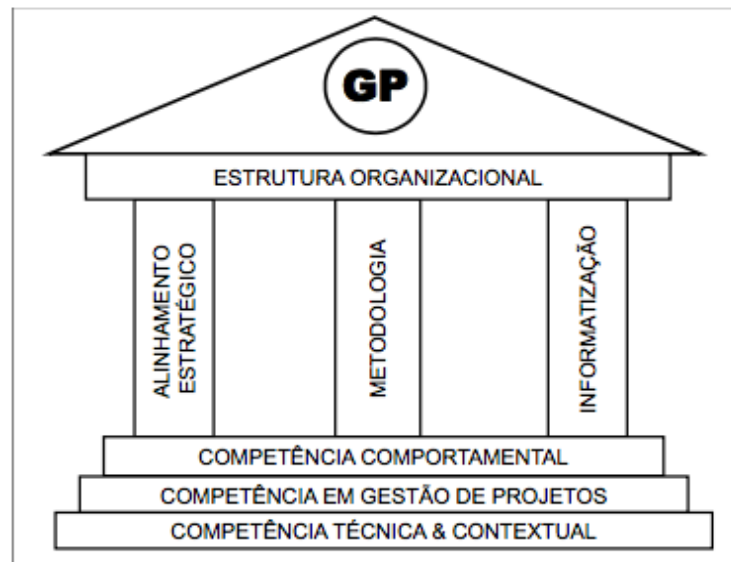 GP
ESTRUTURA ORGANIZACIONAL
ALINHAMENTO
ESTRATÉGICO
METODOLOGIA
INFORMATIZAÇÃO
COMPETÊNCIA COMPORTAMENTAL
COMPETÊNCIA EM GESTÃO DE PROJETOS
COMPETÊNCIA TÉCNICA & CONTEXTUAL